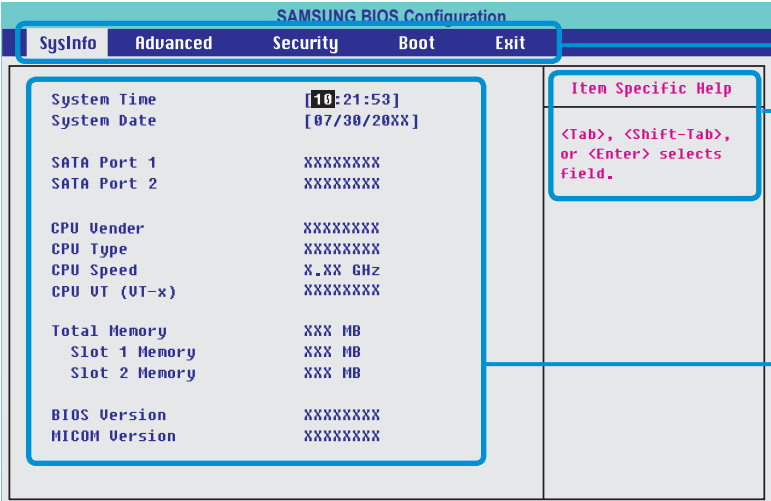 SAMSUNG BIOS Configuration
SysInfo Advanced Security Boot Exit
System Time [10:21:53]
System Date [07/30/20XX]
SATA Port 1 XXXXXXXX
SATA Port 2 XXXXXXXX
CPU Vender XXXXXXXX
CPU Type XXXXXXXX
CPU Speed X.XX GHz
CPU VT (VT-x) XXXXXXXX
Total Memory XXX MB
Slot 1 Memory XXX MB
Slot 2 Memory XXX MB
BIOS Version XXXXXXXX
MICOM Version XXXXXXXX
Item Specific Help
<Tab>, <Shift-Tab>,
or <Enter> selects
field.